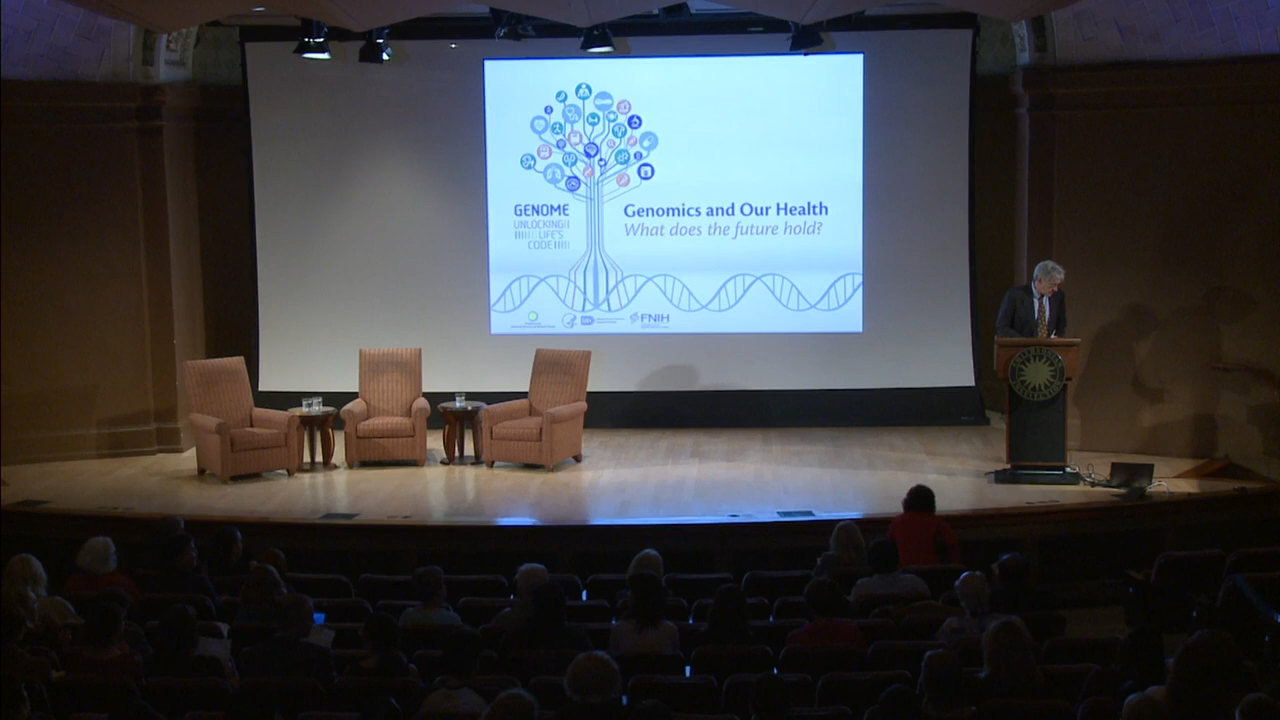 GENOME
UNLOCKING
LIFE'S
CODE
Genomics and Our Health
What does the future hold?
FNIH